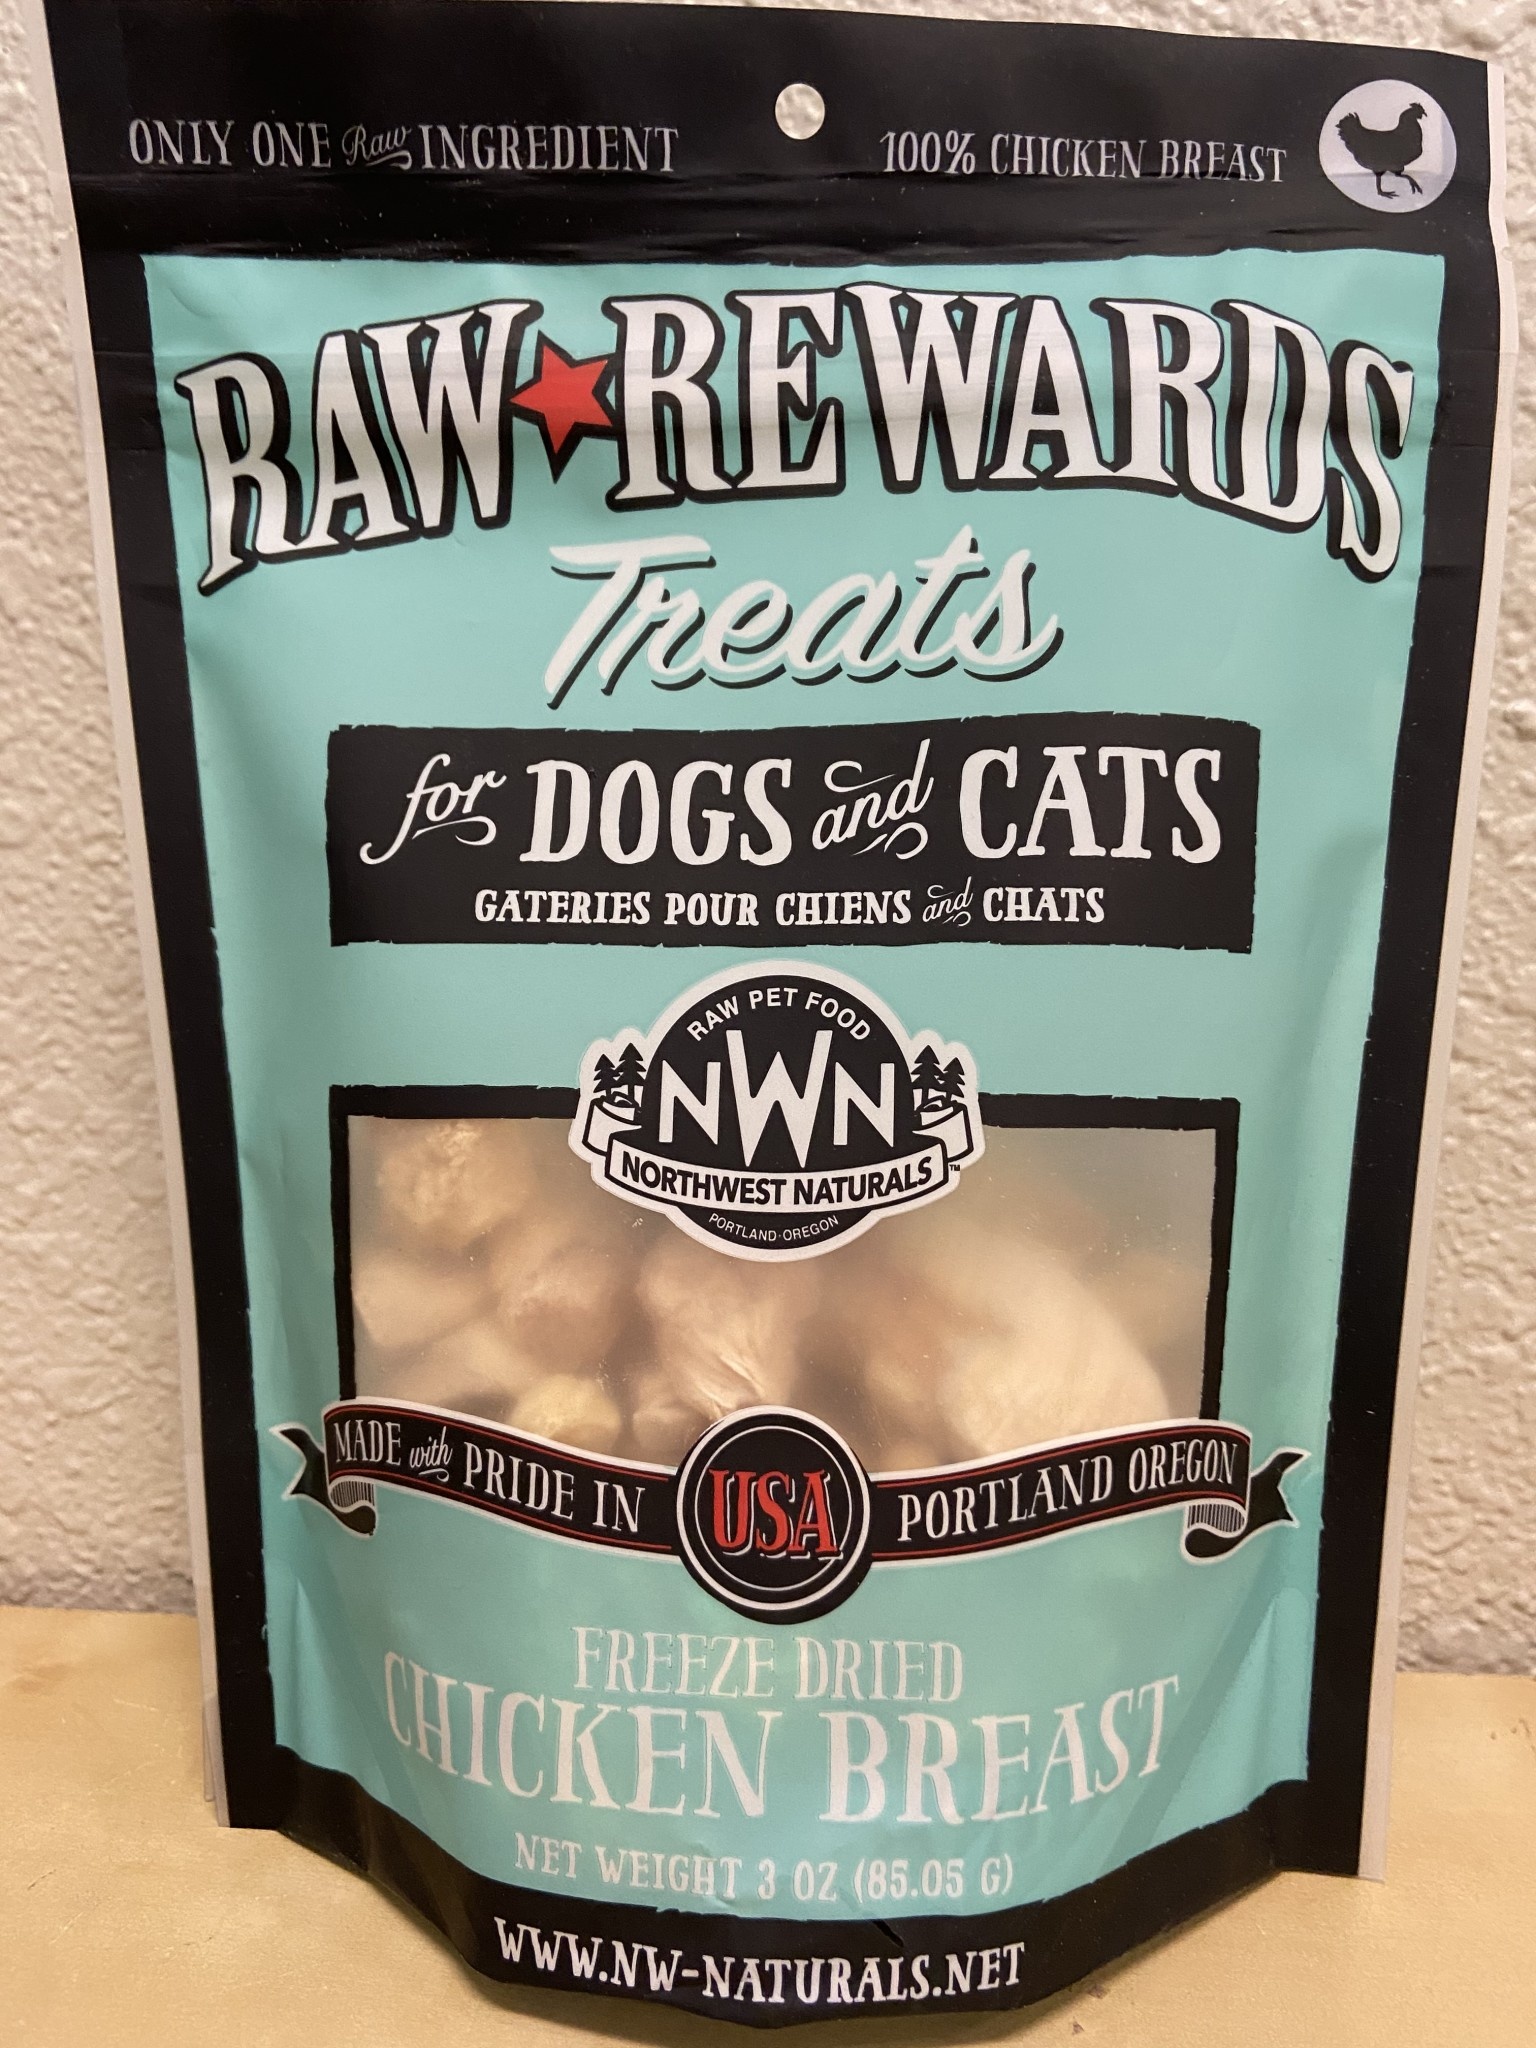 ONLY ONE Raw INGREDIENT
100% CHICKEN BREAST
RAW REWARDS
Treats
for DOGS and CATS
GATERIES POUR CHIENS and CHATS
RAW PET FOOD
NWN
NORTHWEST NATURALS™
PORTLAND·OREGON
MADE with PRIDE IN USA PORTLAND OREGON
FREEZE DRIED
CHICKEN BREAST
NET WEIGHT 3 OZ (85.05 G)
WWW.NW-NATURALS.NET